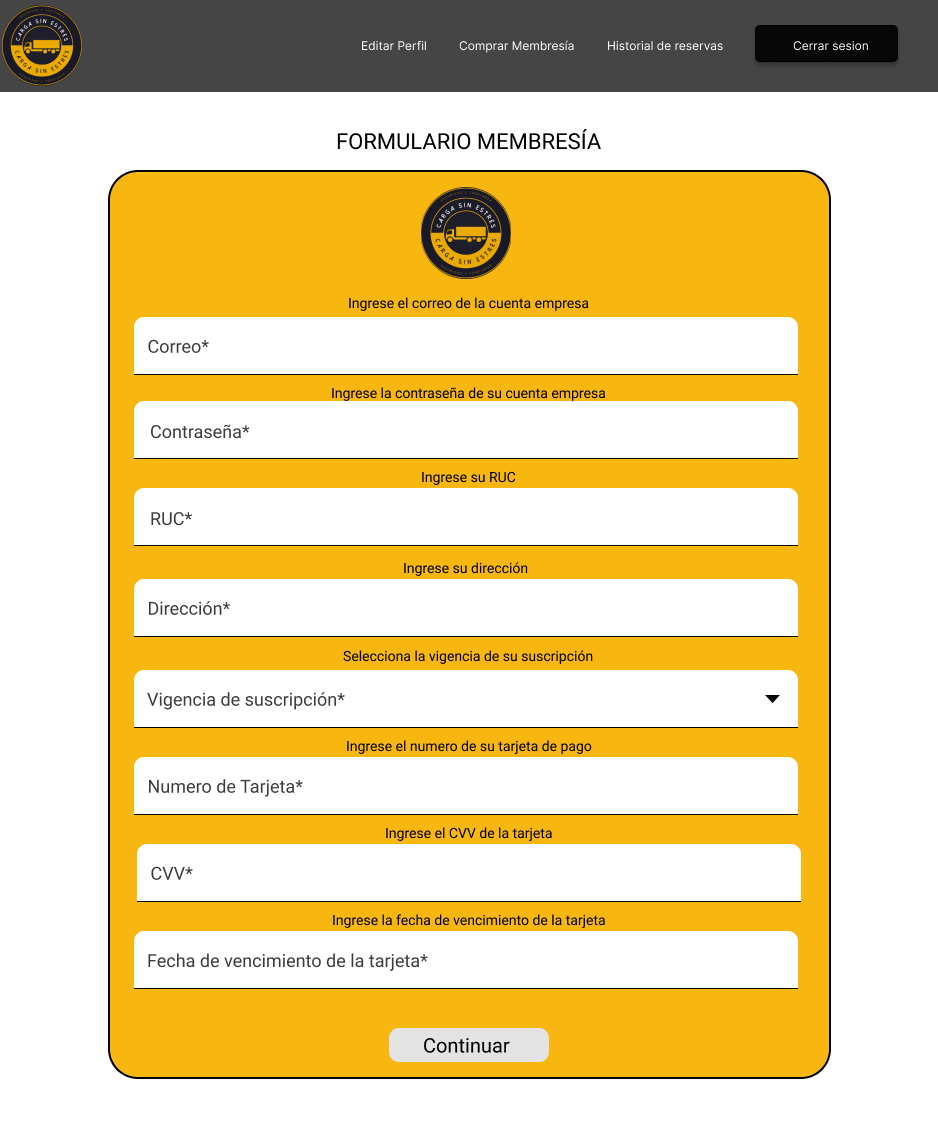 CARGA SIN ESTRÉS
CARGA SIN ESTRES
Editar Perfil
Comprar Membresía
Historial de reservas
Cerrar sesion
FORMULARIO MEMBRESÍA
CARGA SIN ESTRÉS
CARGA SIN ESTRES
Ingrese el correo de la cuenta empresa
Correo*
Ingrese la contraseña de su cuenta empresa
Contraseña*
Ingrese su RUC
RUC*
Ingrese su dirección
Dirección*
Selecciona la vigencia de su suscripción
Vigencia de suscripción*
Ingrese el numero de su tarjeta de pago
Numero de Tarjeta*
Ingrese el CVV de la tarjeta
CVV*
Ingrese la fecha de vencimiento de la tarjeta
Fecha de vencimiento de la tarjeta*
Continuar